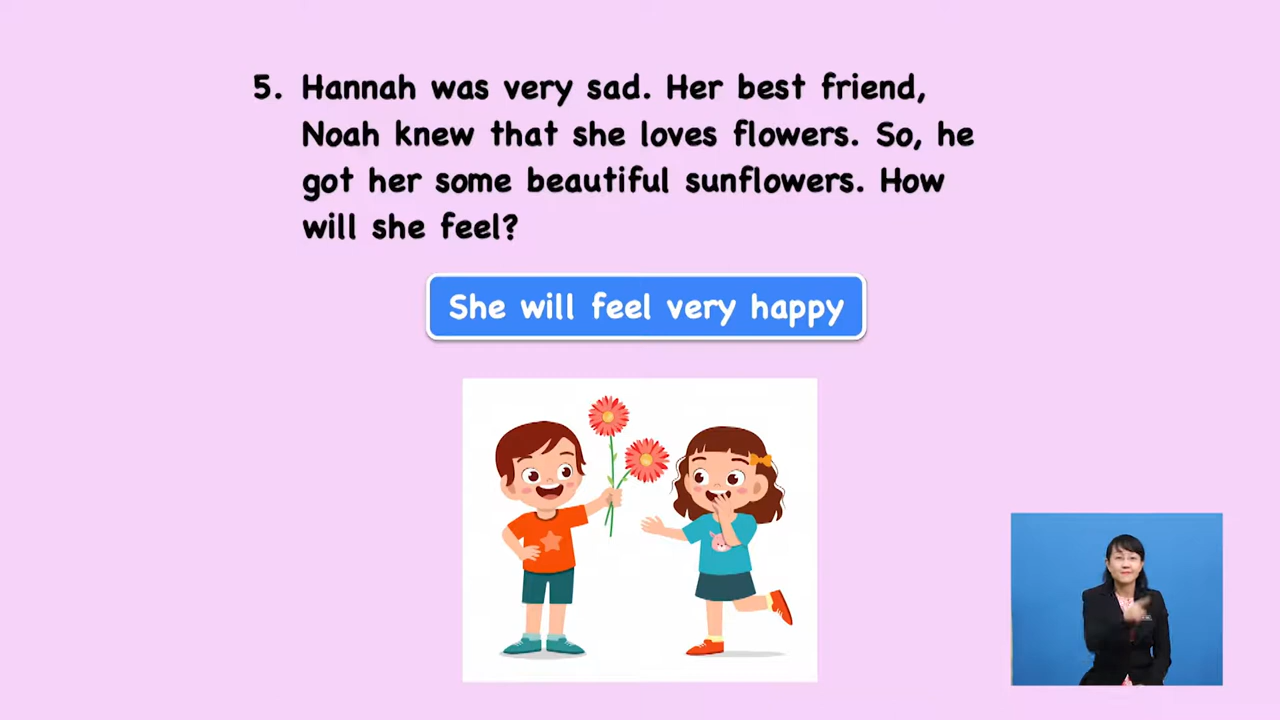 5. Hannah was very sad. Her best friend,
Noah knew that she loves flowers. So, he
got her some beautiful sunflowers. How
will she feel?
She will feel very happy